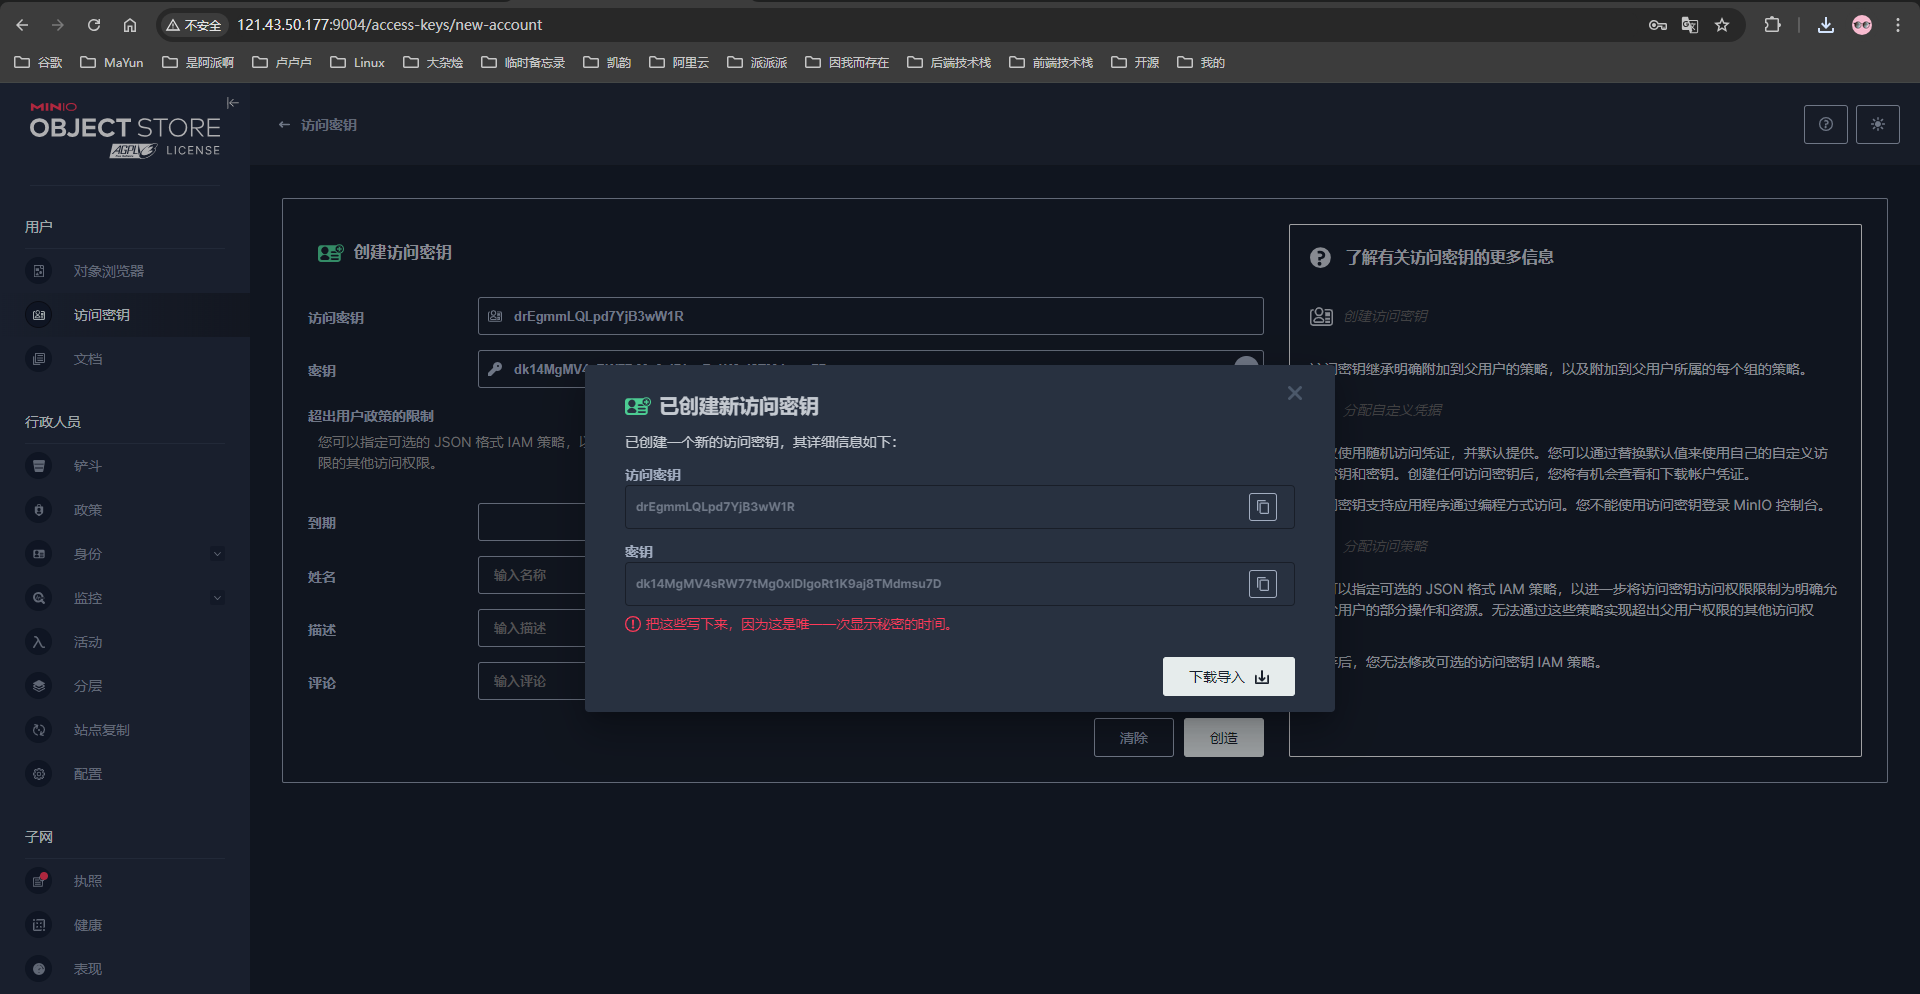 不安全
121.43.50.177:9004/access-keys/new-account
谷歌
MaYun
是阿派啊
卢卢卢
Linux
大杂烩
临时备忘录
凯韵
阿里云
派派派
因我而存在
后端技术栈
前端技术栈
开源
我的
MINIO
OBJECT STORE
AGPL V3 LICENSE
用户
对象浏览器
访问密钥
文档
行政人员
铲斗
政策
身份
监控
活动
分层
站点复制
配置
子网
执照
健康
表现
← 访问密钥
创建访问密钥
访问密钥
drEgmmLQLpd7YjB3wW1R
密钥
dk14MgMV4
超出用户政策的限制
您可以指定可选的 JSON 格式 IAM 策略，
限的其他访问权限。
到期
姓名
输入名称
描述
输入描述
评论
输入评论
清除
创造
已创建新访问密钥
已创建一个新的访问密钥，其详细信息如下：
访问密钥
drEgmmLQLpd7YjB3wW1R
密钥
dk14MgMV4sRW77tMg0xIDIgoRt1K9aj8TMdmsu7D
把这些写下来，因为这是唯一一次显示秘密的时间。
下载导入
了解有关访问密钥的更多信息
创建访问密钥
密钥继承明确附加到父用户的策略，以及附加到父用户所属的每个组的策略。
分配自定义凭据
使用随机访问凭证，并默认提供。您可以通过替换默认值来使用自己的自定义访
钥和密钥。创建任何访问密钥后，您将有机会查看和下载帐户凭证。
密钥支持应用程序通过编程方式访问。您不能使用访问密钥登录 MinIO 控制台。
分配访问策略
可以指定可选的 JSON 格式 IAM 策略，以进一步将访问密钥访问权限限制为明确允
用户的部分操作和资源。无法通过这些策略实现超出父用户权限的其他访问权
后，您无法修改可选的访问密钥 IAM 策略。